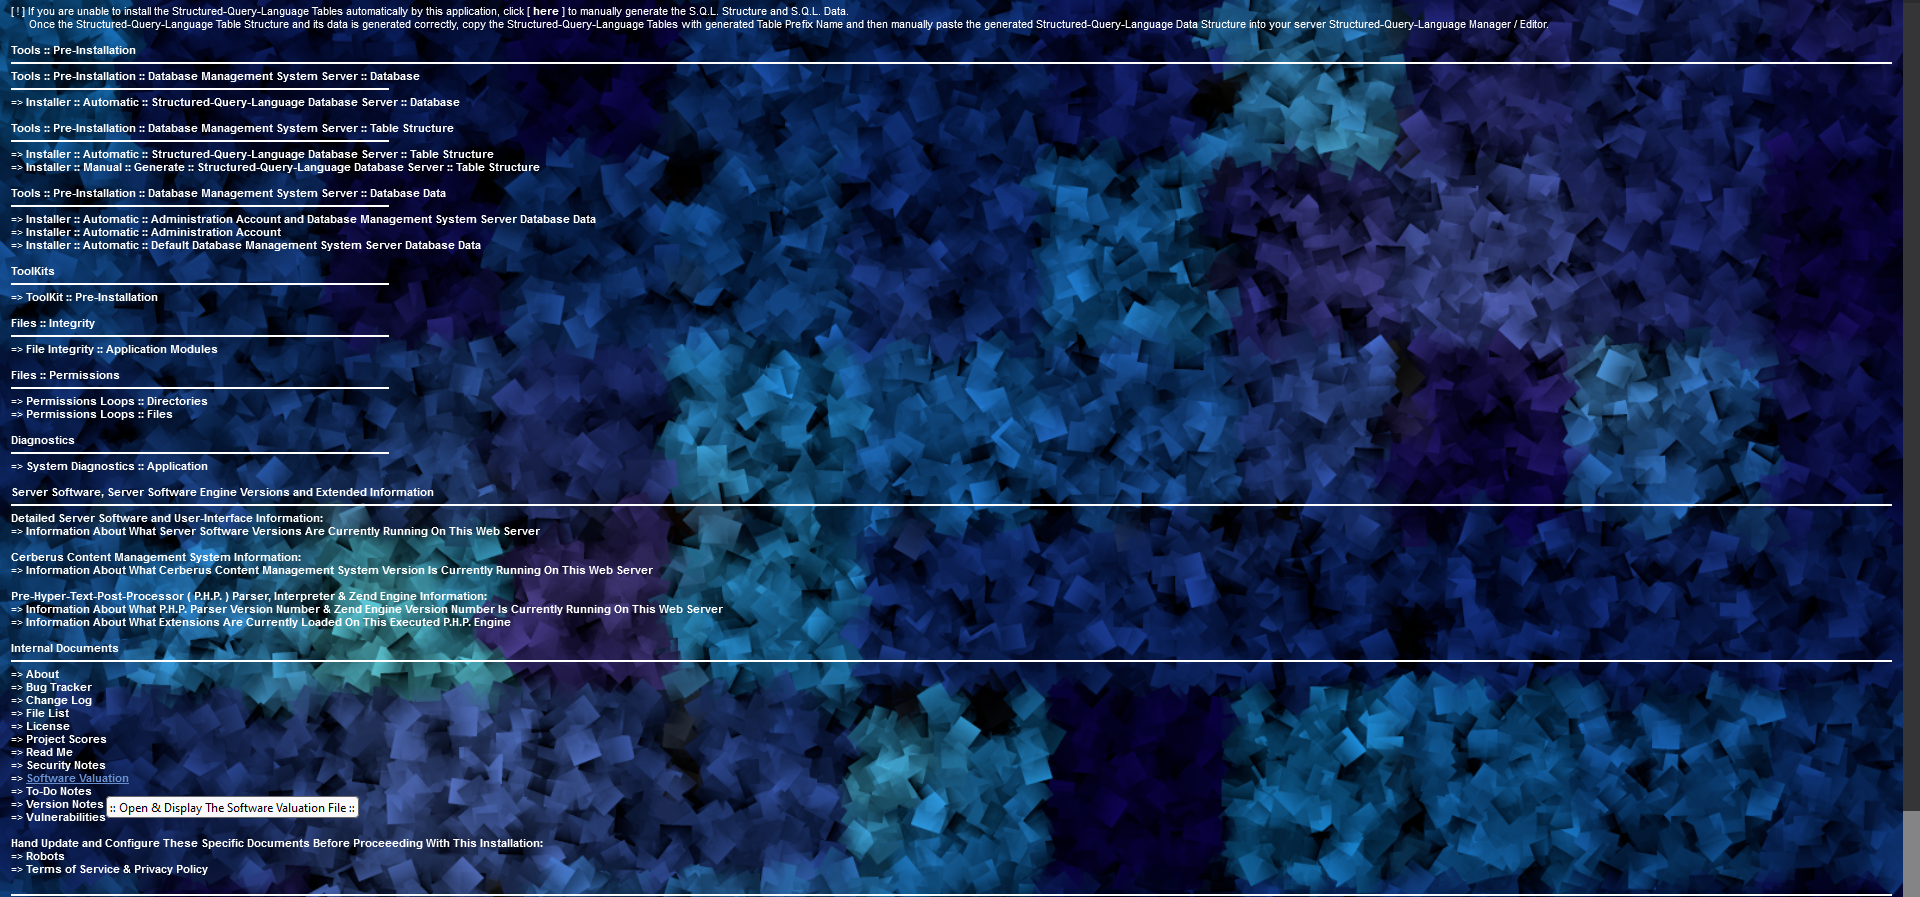 [ ! ] If you are unable to install the Structured-Query-Language Tables automatically by this application, click [ here ] to manually generate the S.Q.L. Structure and S.Q.L. Data.
Once the Structured-Query-Language Table Structure and its data is generated correctly, copy the Structured-Query-Language Tables with generated Table Prefix Name and then manually paste the generated Structured-Query-Language Data Structure into your server Structured-Query-Language Manager / Editor.
Tools :: Pre-Installation
Tools :: Pre-Installation :: Database Management System Server :: Database
=> Installer :: Automatic :: Structured-Query-Language Database Server :: Database
Tools :: Pre-Installation :: Database Management System Server :: Table Structure
=> Installer :: Automatic :: Structured-Query-Language Database Server :: Table Structure
=> Installer :: Manual :: Generate :: Structured-Query-Language Database Server :: Table Structure
Tools :: Pre-Installation :: Database Management System Server :: Database Data
=> Installer :: Automatic :: Administration Account and Database Management System Server Database Data
=> Installer :: Automatic :: Administration Account
=> Installer :: Automatic :: Default Database Management System Server Database Data
ToolKits
=> ToolKit :: Pre-Installation
Files :: Integrity
=> File Integrity :: Application Modules
Files :: Permissions
=> Permissions Loops :: Directories
=> Permissions Loops :: Files
Diagnostics
=> System Diagnostics :: Application
Server Software, Server Software Engine Versions and Extended Information
Detailed Server Software and User-Interface Information:
=> Information About What Server Software Versions Are Currently Running On This Web Server
Cerberus Content Management System Information:
=> Information About What Cerberus Content Management System Version Is Currently Running On This Web Server
Pre-Hyper-Text-Post-Processor ( P.H.P. ) Parser, Interpreter & Zend Engine Information:
=> Information About What P.H.P. Parser Version Number & Zend Engine Version Number Is Currently Running On This Web Server
=> Information About What Extensions Are Currently Loaded On This Executed P.H.P. Engine
Internal Documents
=> About
=> Bug Tracker
=> Change Log
=> File List
=> License
=> Project Scores
=> Read Me
=> Security Notes
=> Software Valuation
=> To-Do Notes
=> Version Notes
:: Open & Display The Software Valuation File ::
=> Vulnerabilities
Hand Update and Configure These Specific Documents Before Proceeeding With This Installation:
=> Robots
=> Terms of Service & Privacy Policy